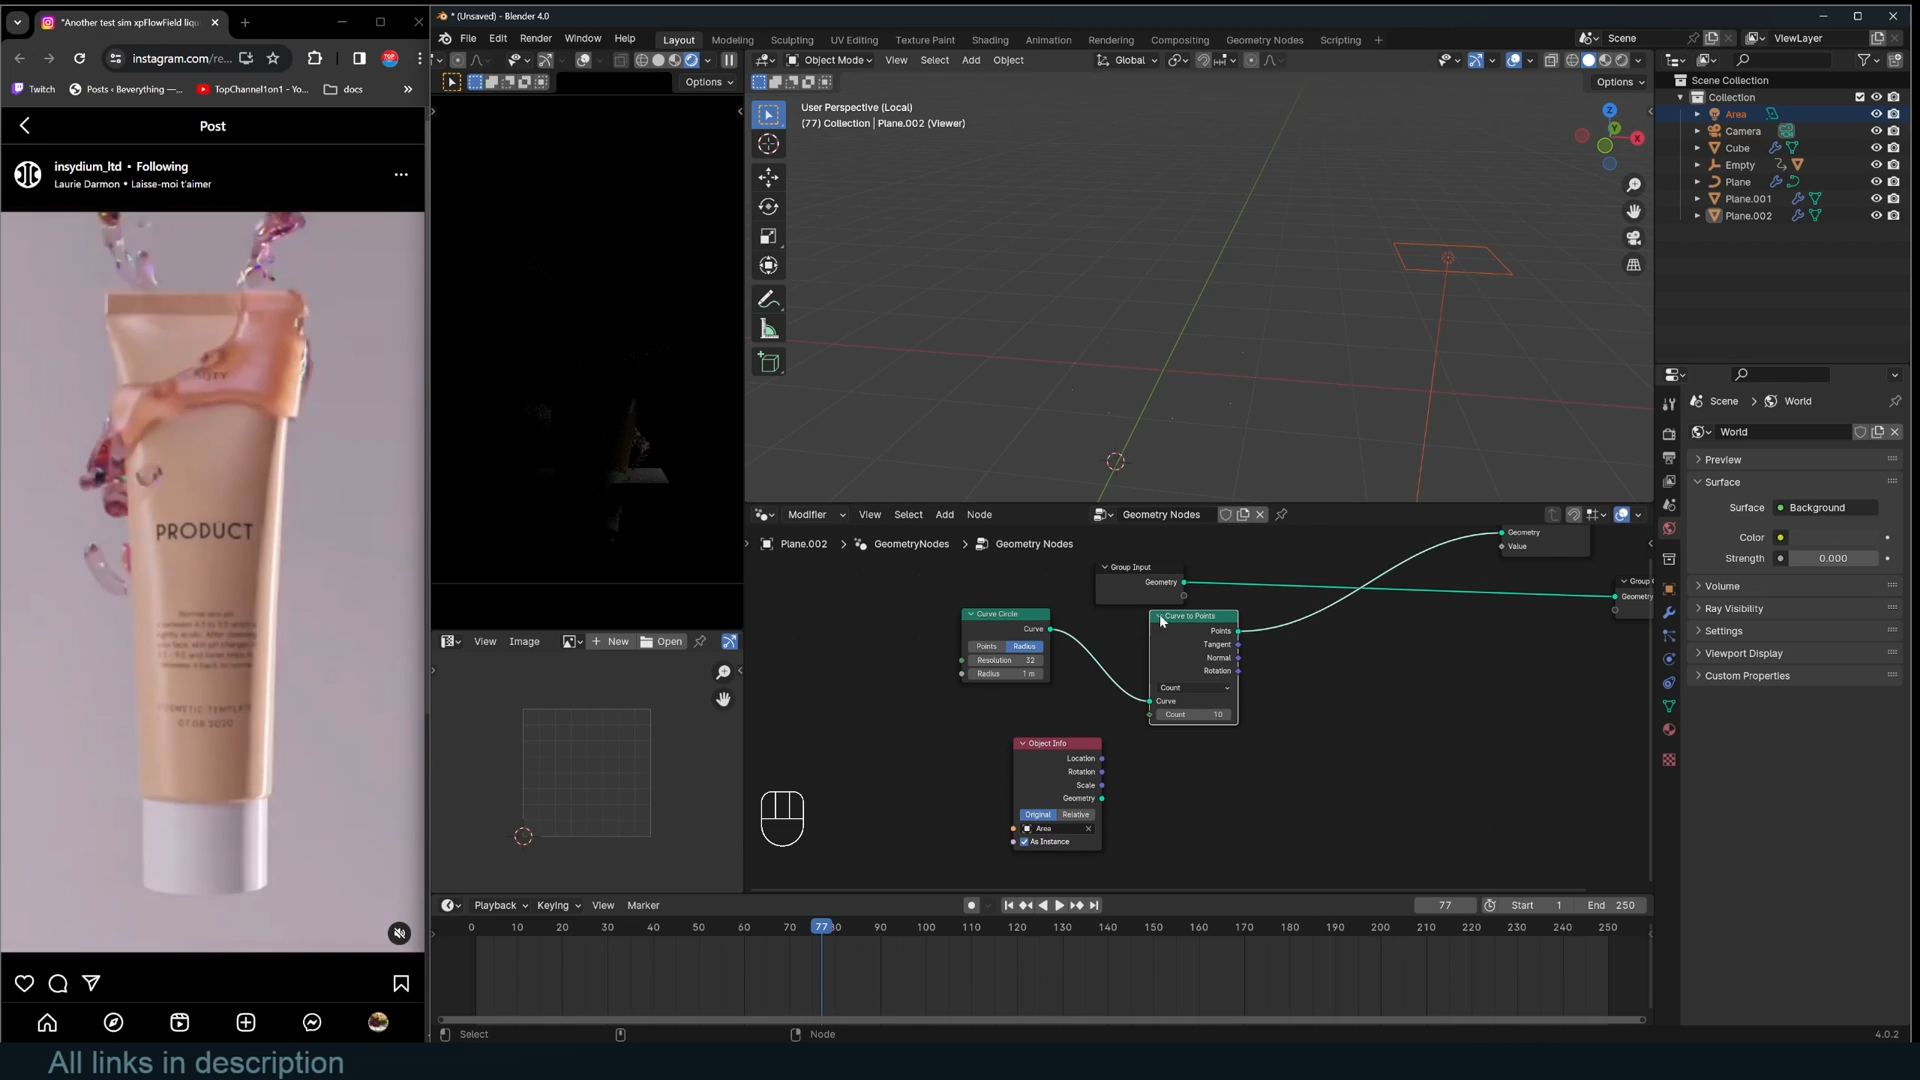 "Another test sim xpFlowField liqu
instagram.com/re...
Twitch
Posts ‹ Beverything —...
TopChannel1on1 - Yo...
docs
»
Post
insydium_ltd • Following
Laurie Darmon • Laisse-moi t'aimer
PRODUCT
COSMETIC TEMPLATE
07.08 2020
* (Unsaved) - Blender 4.0
File Edit Render Window Help
Layout Modeling Sculpting UV Editing Texture Paint Shading Animation Rendering Compositing Geometry Nodes Scripting +
Scene
ViewLayer
Options
Object Mode View Select Add Object
Global
Options
User Perspective (Local)
(77) Collection | Plane.002 (Viewer)
Z
Y
X
Scene Collection
Collection
Area
Camera
Cube
Empty
Plane
Plane.001
Plane.002
Scene > World
World
Preview
Surface
Surface Background
Color
Strength 0.000
Volume
Ray Visibility
Settings
Viewport Display
Custom Properties
View Image + New Open
Modifier View Select Add Node
Geometry Nodes
Plane.002 > GeometryNodes > Geometry Nodes
Geometry
Value
Group Input
Geometry
Group
Geometry
Curve Circle
Curve
Points Radius
Resolution 32
Radius 1 m
Curve to Points
Points
Tangent
Normal
Rotation
Count
Curve
Count 10
Object Info
Location
Rotation
Scale
Geometry
Original Relative
Area
As Instance
Playback Keying View Marker
77
Start 1
End 250
0 10 20 30 40 50 60 70 77 80 90 100 110 120 130 140 150 160 170 180 190 200 210 220 230 240 250
Select
Node
4.0.2
All links in description